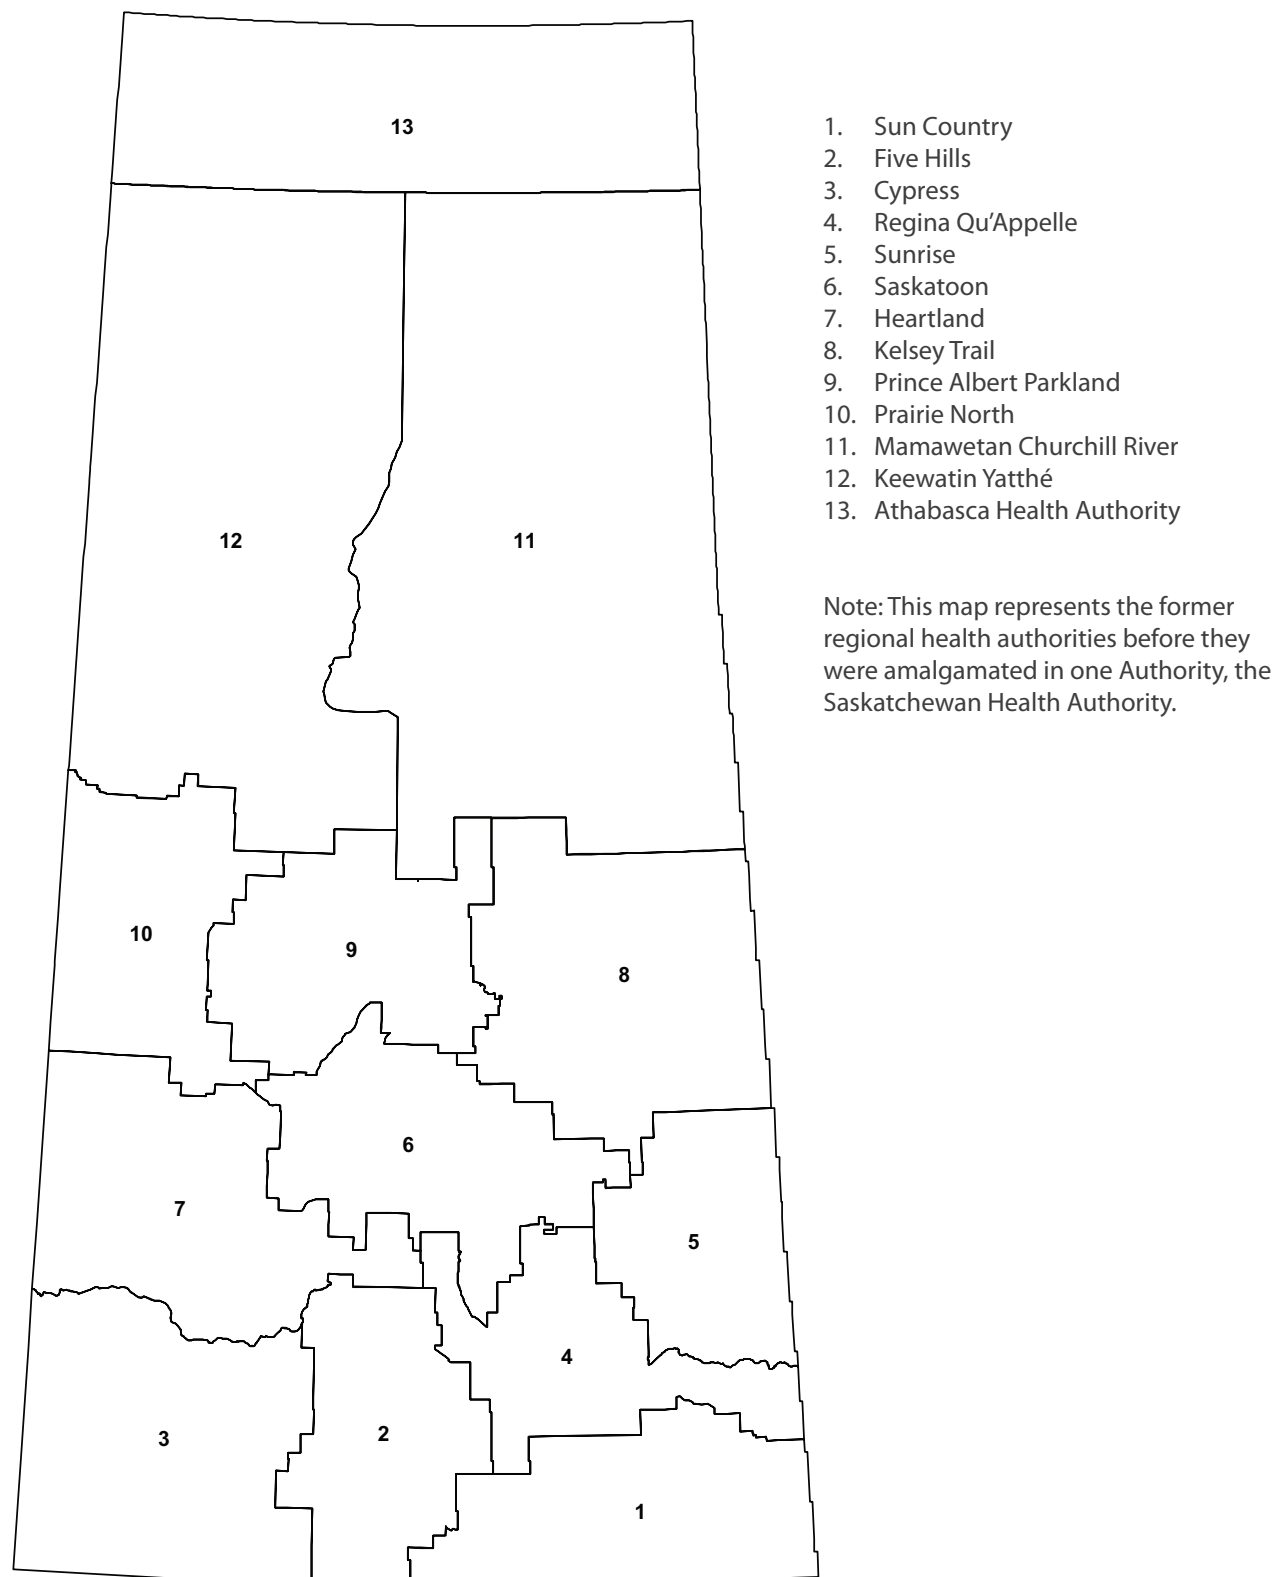 13
12
11
10
9
8
7
6
5
4
3
2
1
1. Sun Country
2. Five Hills
3. Cypress
4. Regina Qu’Appelle
5. Sunrise
6. Saskatoon
7. Heartland
8. Kelsey Trail
9. Prince Albert Parkland
10. Prairie North
11. Mamawetan Churchill River
12. Keewatin Yatthé
13. Athabasca Health Authority
Note: This map represents the former
regional health authorities before they
were amalgamated in one Authority, the
Saskatchewan Health Authority.